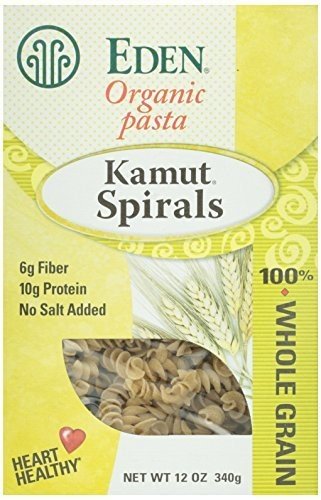 EDEN®
Organic
pasta
Kamut®
Spirals
6g Fiber
10g Protein
No Salt Added
100%
WHOLE GRAIN
HEART
HEALTHY
NET WT 12 OZ 340g